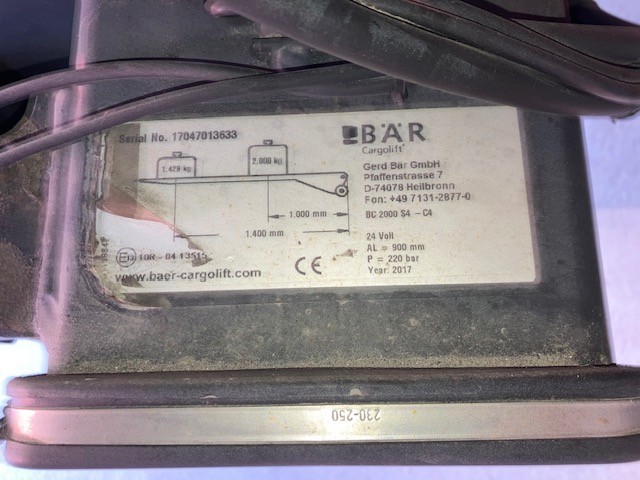 Serial No. 17047013633
BÄR
Cargolift
Gerd Bär GmbH
Pfaffenstrasse 7
D-74078 Heilbronn
Fon: +49 7131-2877-0
1.429 kg
2.000 kg
1.000 mm
1.400 mm
BC 2000 S4 - C4
24 Volt
AL = 900 mm
P = 220 bar
Year: 2017
10R - 04 13515
www.baer-cargolift.com
CE
230-250